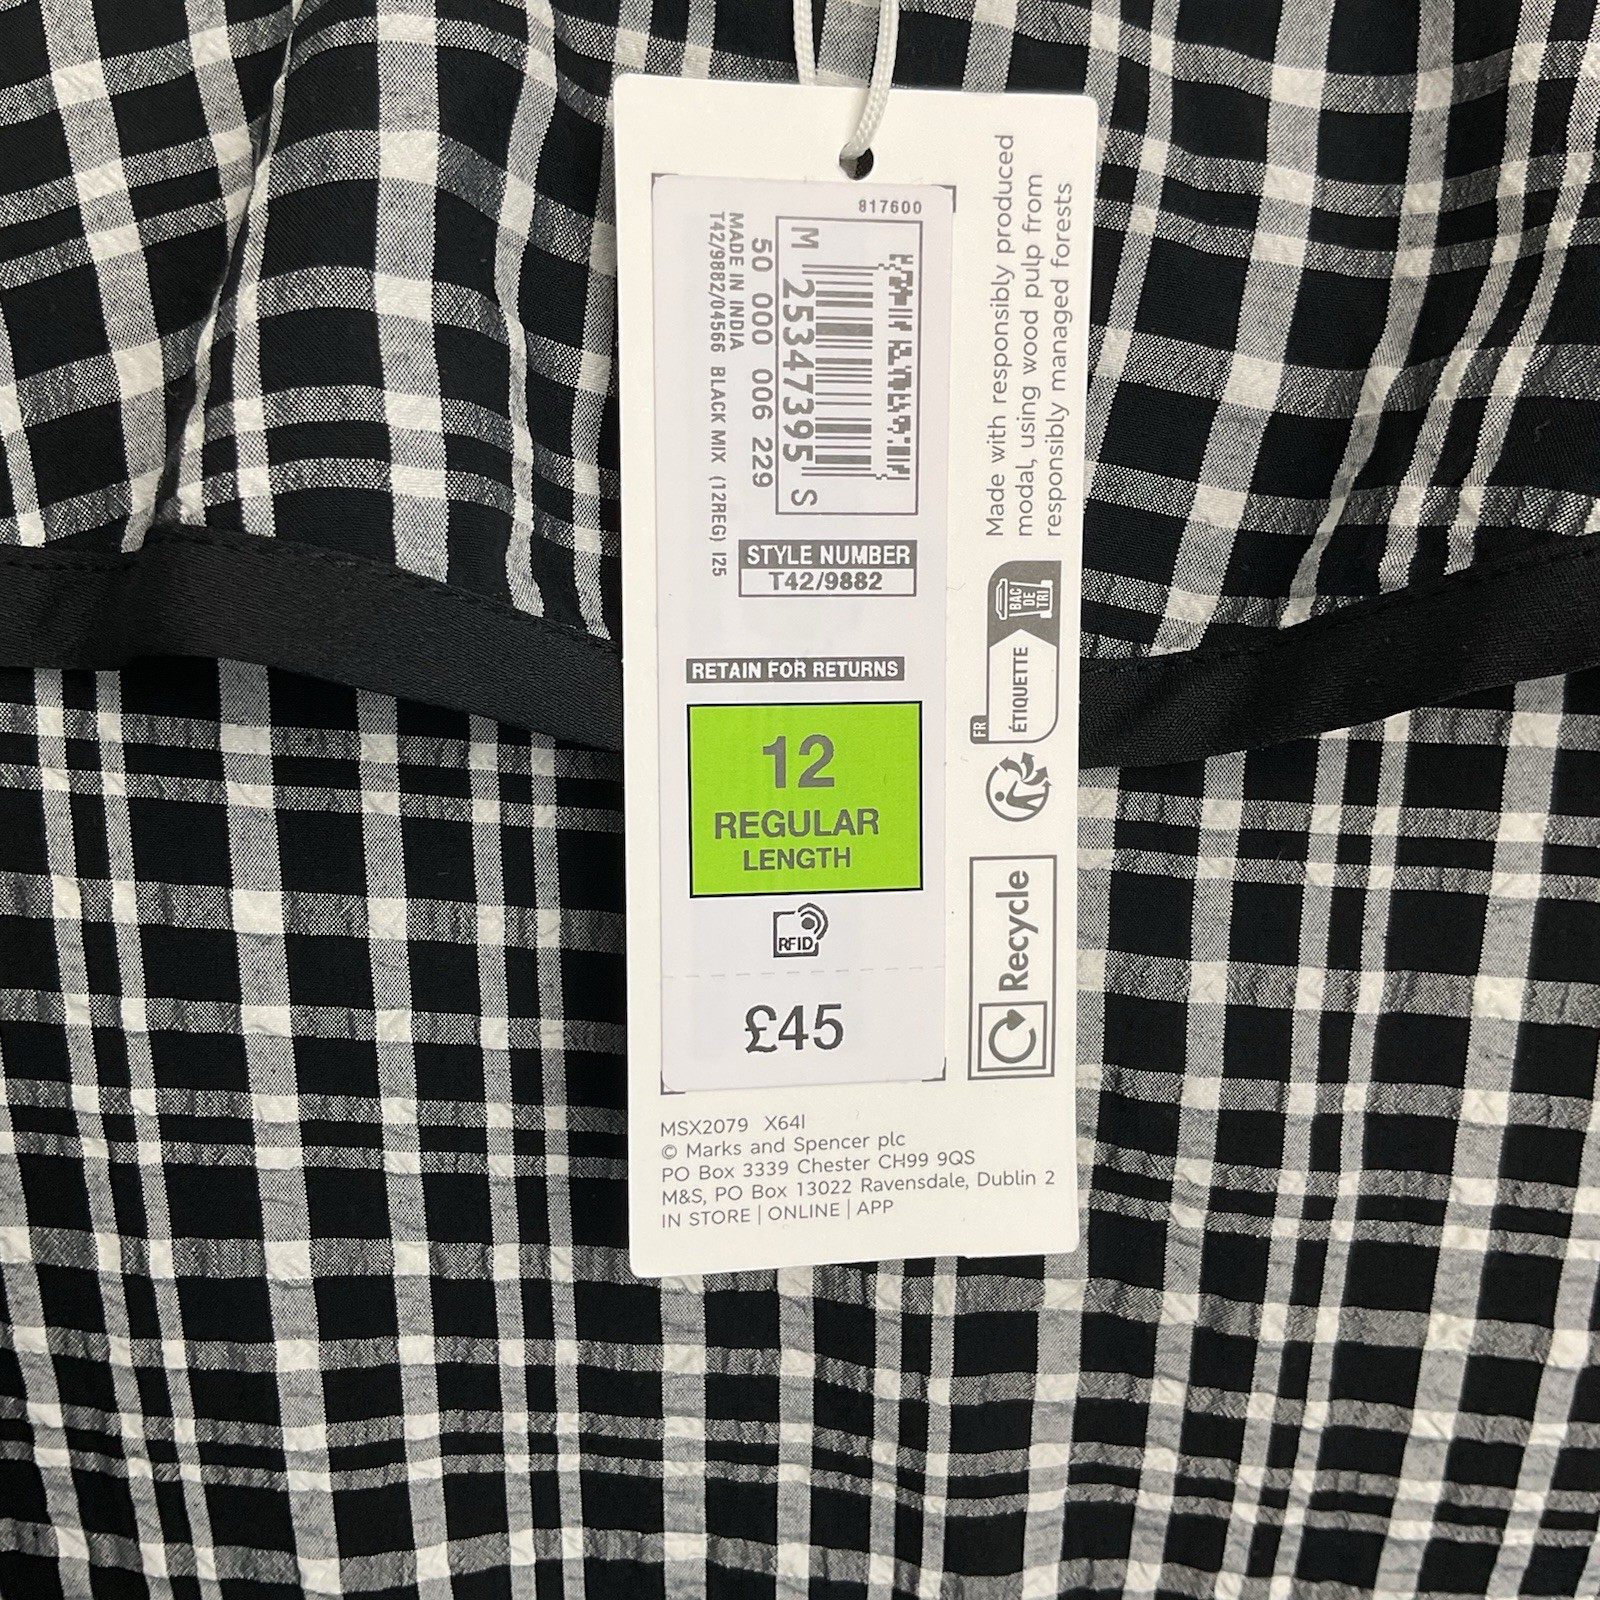 817600
M 25347395 S
50 000 006 229
MADE IN INDIA
T42/9882/04566 BLACK MIX (12REG) I25
STYLE NUMBER
T42/9882
RETAIN FOR RETURNS
12
REGULAR
LENGTH
RFID
£45
Made with responsibly produced
modal, using wood pulp from
responsibly managed forests
BAC
DE
TRI
ÉTIQUETTE
FR
Recycle
MSX2079 X64I
© Marks and Spencer plc
PO Box 3339 Chester CH99 9QS
M&S, PO Box 13022 Ravensdale, Dublin 2
IN STORE | ONLINE | APP